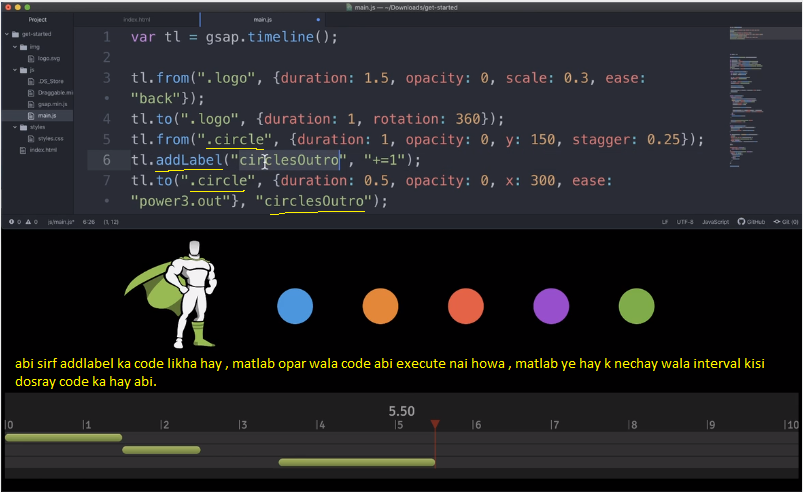 main.js — ~/Downloads/get-started
Project
index.html
main.js
get-started
img
logo.svg
js
.DS_Store
Draggable.mi
gsap.min.js
main.js
styles
styles.css
index.html
1 var tl = gsap.timeline();
2
3 tl.from(".logo", {duration: 1.5, opacity: 0, scale: 0.3, ease:
• "back"});
4 tl.to(".logo", {duration: 1, rotation: 360});
5 tl.from(".circle", {duration: 1, opacity: 0, y: 150, stagger: 0.25});
6 tl.addLabel("circlesOutro", "+=1");
7 tl.to(".circle", {duration: 0.5, opacity: 0, x: 300, ease:
• "power3.out"}, "circlesOutro");
0 0 js/main.js* 6:26 (1, 12) LF UTF-8 JavaScript GitHub Git (0)
abi sirf addlabel ka code likha hay , matlab opar wala code abi execute nai howa , matlab ye hay k nechay wala interval kisi
dosray code ka hay abi.
5.50
0 1 2 3 4 5 6 7 8 9 10